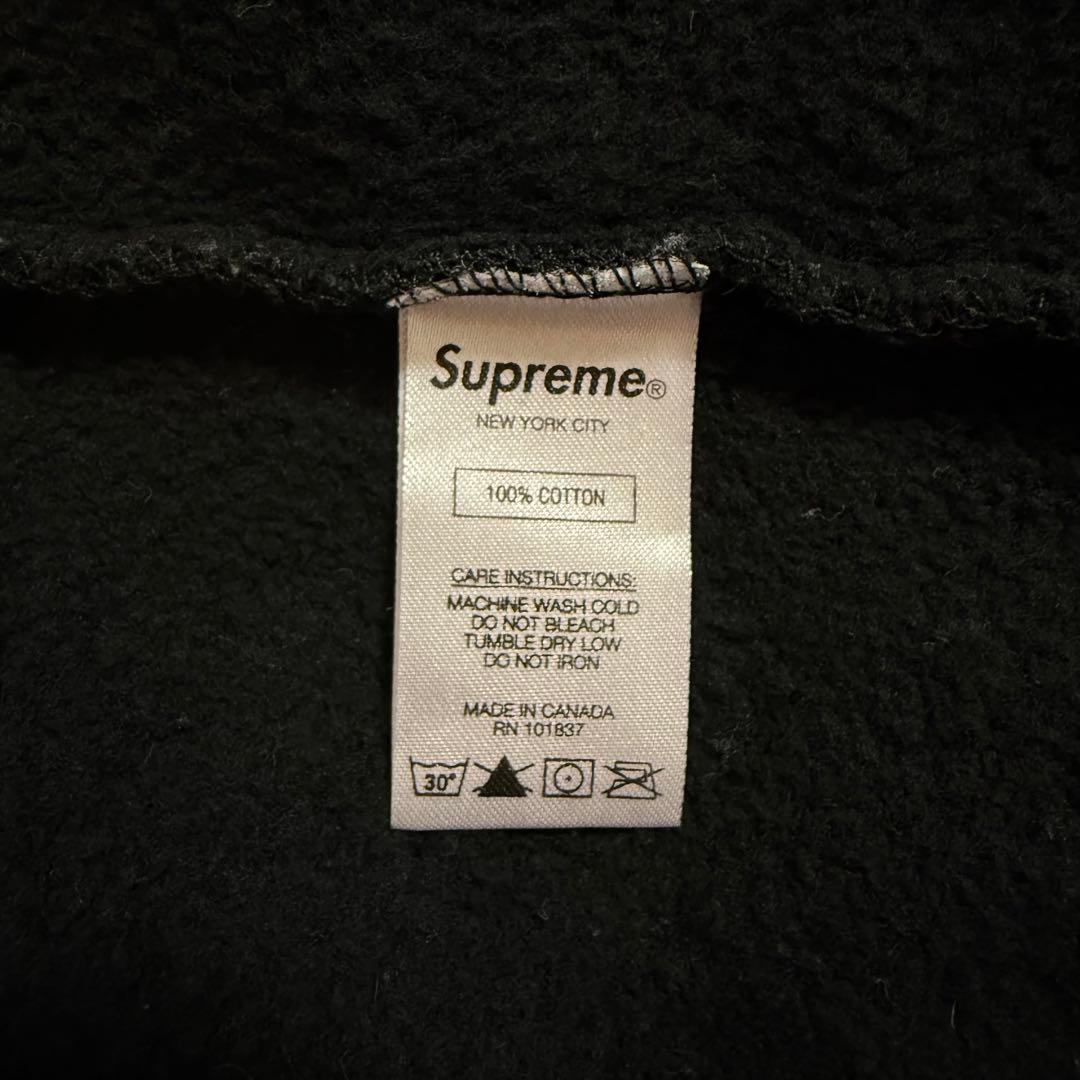 Supreme®
NEW YORK CITY
100% COTTON
CARE INSTRUCTIONS:
MACHINE WASH COLD
DO NOT BLEACH
TUMBLE DRY LOW
DO NOT IRON
MADE IN CANADA
RN 101837
30°